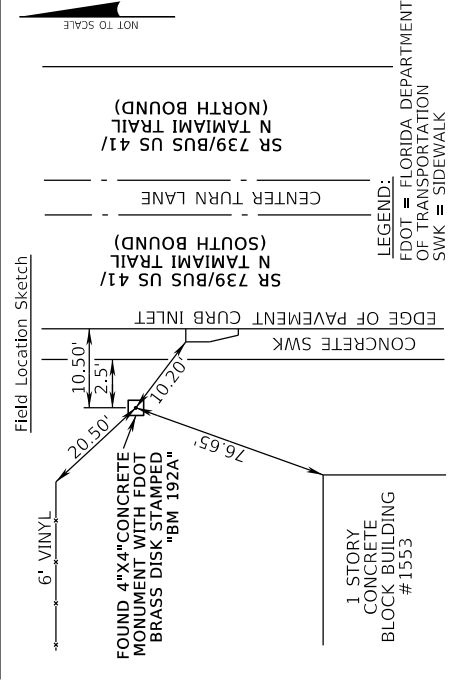 Field Location Sketch
NOT TO SCALE
SR 739/BUS US 41/
N TAMIAMI TRAIL
(NORTH BOUND)
CENTER TURN LANE
SR 739/BUS US 41/
N TAMIAMI TRAIL
(SOUTH BOUND)
EDGE OF PAVEMENT
CURB INLET
CONCRETE SWK
10.50'
2.5'
10.20'
20.50'
76.65'
6' VINYL
FOUND 4"X4"CONCRETE
MONUMENT WITH FDOT
BRASS DISK STAMPED
"BM 192A"
1 STORY
CONCRETE
BLOCK BUILDING
#1553
LEGEND:
FDOT = FLORIDA DEPARTMENT
OF TRANSPORTATION
SWK = SIDEWALK